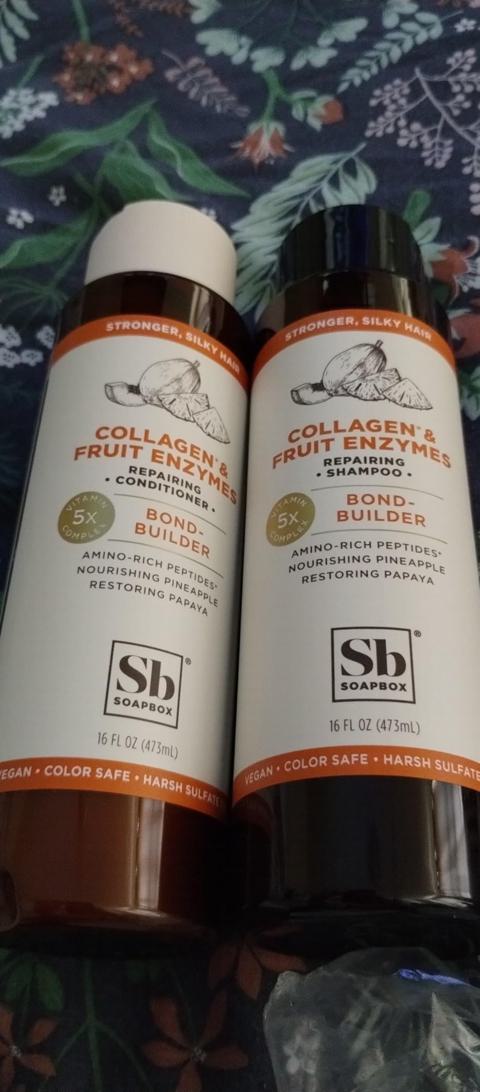 STRONGER, SILKY HAIR
COLLAGEN* &
FRUIT ENZYMES
REPAIRING
• CONDITIONER •
VITAMIN
5X
COMPLEX
BOND-
BUILDER
AMINO-RICH PEPTIDES*
NOURISHING PINEAPPLE
RESTORING PAPAYA
Sb®
SOAPBOX
16 FL OZ (473mL)
VEGAN • COLOR SAFE • HARSH SULFATE
STRONGER, SILKY HAIR
COLLAGEN* &
FRUIT ENZYMES
REPAIRING
• SHAMPOO •
VITAMIN
5X
COMPLEX
BOND-
BUILDER
AMINO-RICH PEPTIDES*
NOURISHING PINEAPPLE
RESTORING PAPAYA
Sb®
SOAPBOX
16 FL OZ (473mL)
VEGAN • COLOR SAFE • HARSH SULFATE